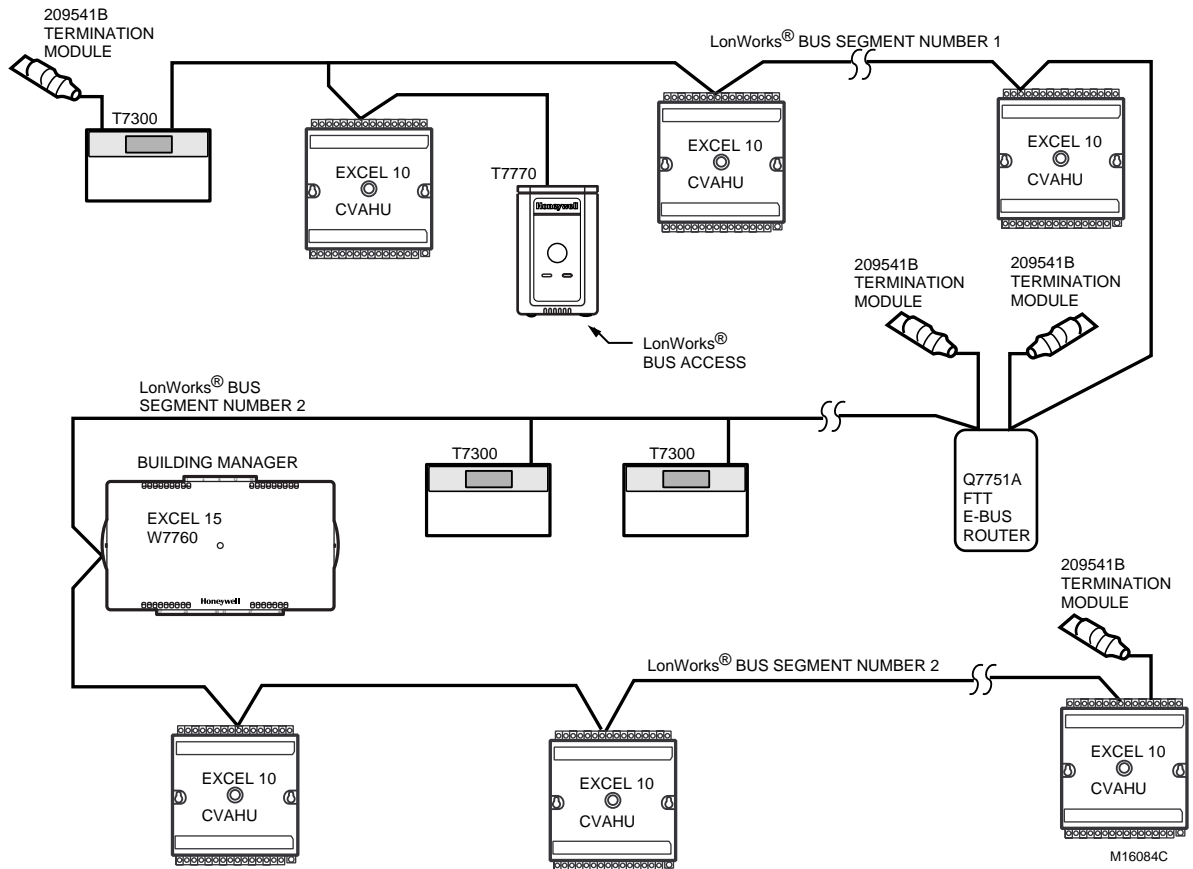 209541B
TERMINATION
MODULE
LonWorks® BUS SEGMENT NUMBER 1
T7300
EXCEL 10
CVAHU
T7770
Honeywell
EXCEL 10
CVAHU
EXCEL 10
CVAHU
209541B
TERMINATION
MODULE
209541B
TERMINATION
MODULE
LonWorks®
BUS ACCESS
LonWorks® BUS
SEGMENT NUMBER 2
T7300
T7300
BUILDING MANAGER
EXCEL 15
W7760
Honeywell
Q7751A
FTT
E-BUS
ROUTER
209541B
TERMINATION
MODULE
LonWorks® BUS SEGMENT NUMBER 2
EXCEL 10
CVAHU
EXCEL 10
CVAHU
EXCEL 10
CVAHU
M16084C